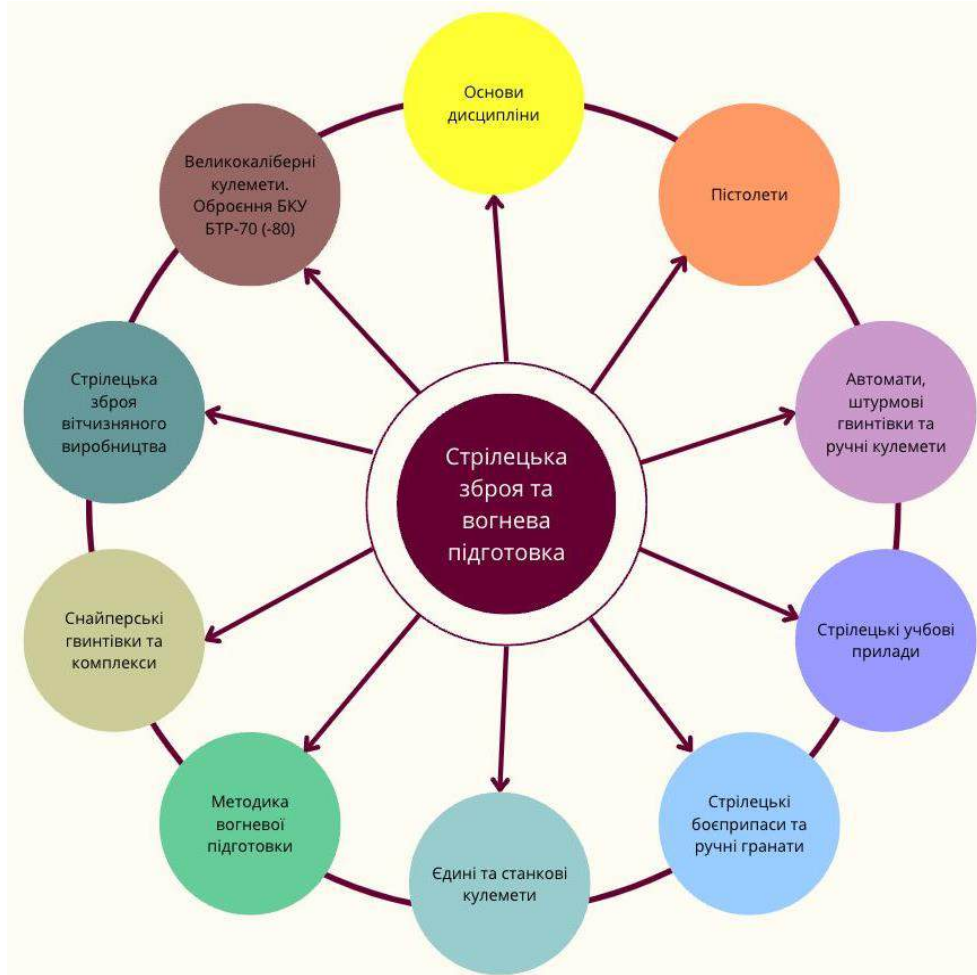 Основи
дисципліни
Пістолети
Автомати,
штурмові
гвинтівки та
ручні кулемети
Стрілецькі учбові
прилади
Стрілецькі
боєприпаси та
ручні гранати
Єдині та станкові
кулемети
Методика
вогневої
підготовки
Снайперські
гвинтівки та
комплекси
Стрілецька
зброя
вітчизняного
виробництва
Великокаліберні
кулемети.
Оброєння БКУ
БТР-70 (-80)
Стрілецька
зброя та
вогнева
підготовка